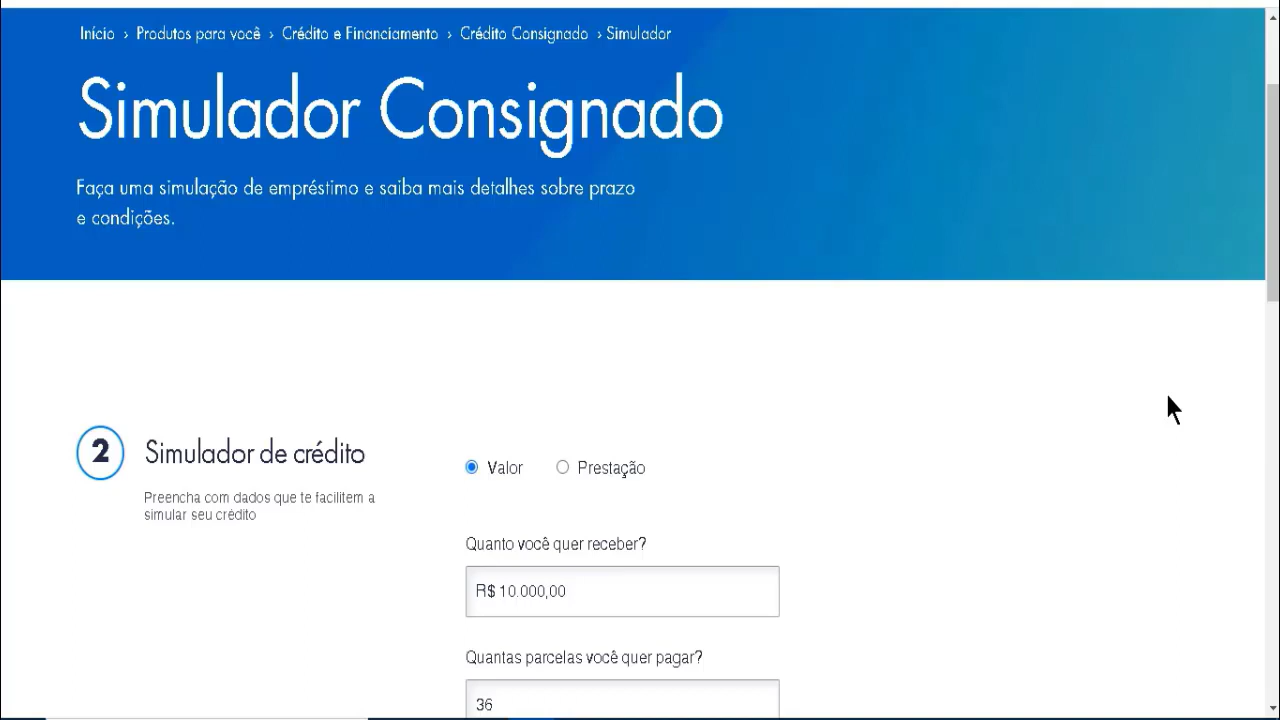 Início › Produtos para você › Crédito e Financiamento › Crédito Consignado › Simulador
Simulador Consignado
Faça uma simulação de empréstimo e saiba mais detalhes sobre prazo
e condições.
2
Simulador de crédito
Preencha com dados que te facilitem a
simular seu crédito
Valor
Prestação
Quanto você quer receber?
R$ 10.000,00
Quantas parcelas você quer pagar?
36